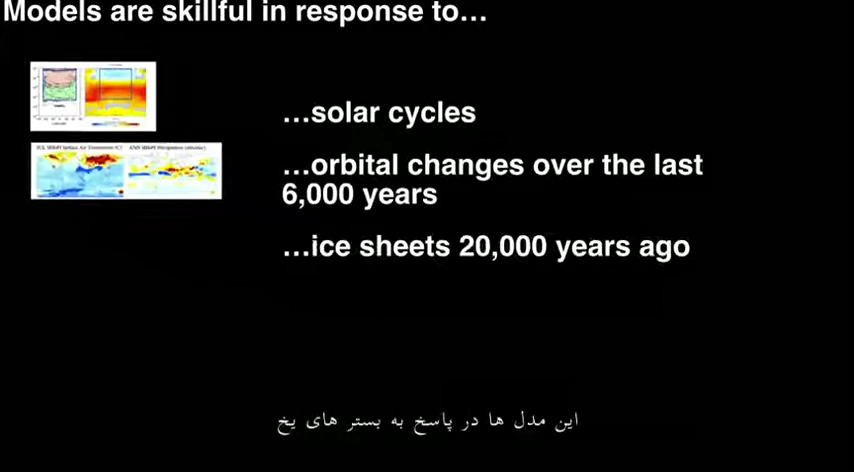 Models are skillful in response to…
…solar cycles
…orbital changes over the last
6,000 years
…ice sheets 20,000 years ago
این مدل ها در پاسخ به بستر های یخ